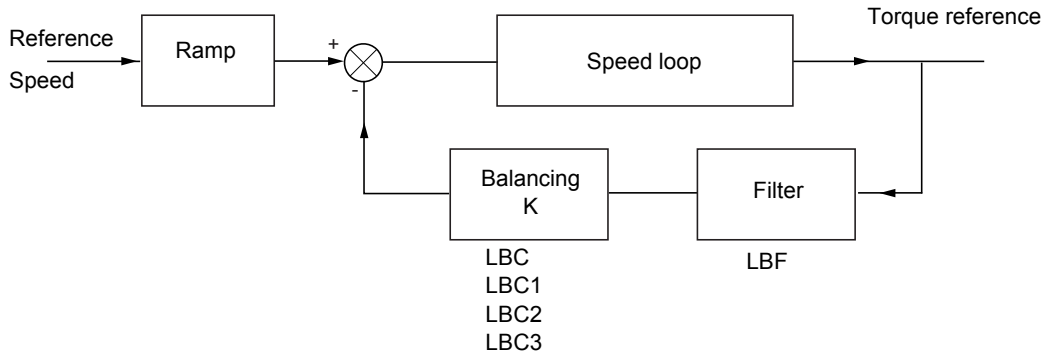 Torque reference
Reference
Speed
Ramp
+
-
Speed loop
Balancing
K
Filter
LBC
LBC1
LBC2
LBC3
LBF